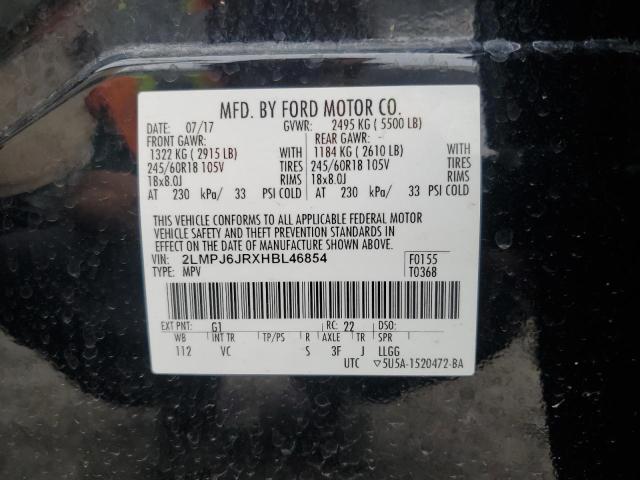 MFD. BY FORD MOTOR CO.
DATE: 07/17 GVWR: 2495 KG ( 5500 LB)
FRONT GAWR: REAR GAWR:
1322 KG ( 2915 LB) WITH 1184 KG ( 2610 LB) WITH
245/60R18 105V TIRES 245/60R18 105V TIRES
18x8.0J RIMS 18x8.0J RIMS
AT 230 kPa/ 33 PSI COLD AT 230 kPa/ 33 PSI COLD
THIS VEHICLE CONFORMS TO ALL APPLICABLE FEDERAL MOTOR
VEHICLE SAFETY AND THEFT PREVENTION STANDARDS IN
EFFECT ON THE DATE OF MANUFACTURE SHOWN ABOVE.
VIN: 2LMPJ6JRXHBL46854 F0155
TYPE: MPV T0368
EXT PNT: G1 RC: 22 DSO:
WB INT TR TP/PS R AXLE TR SPR
112 VC S 3F J LLGG
UTC ▽5U5A-1520472-BA